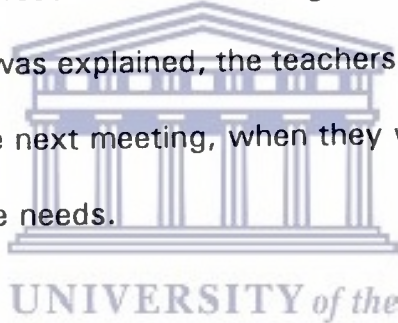 was explained, the teachers
next meeting, when they
needs.
UNIVERSITY of the